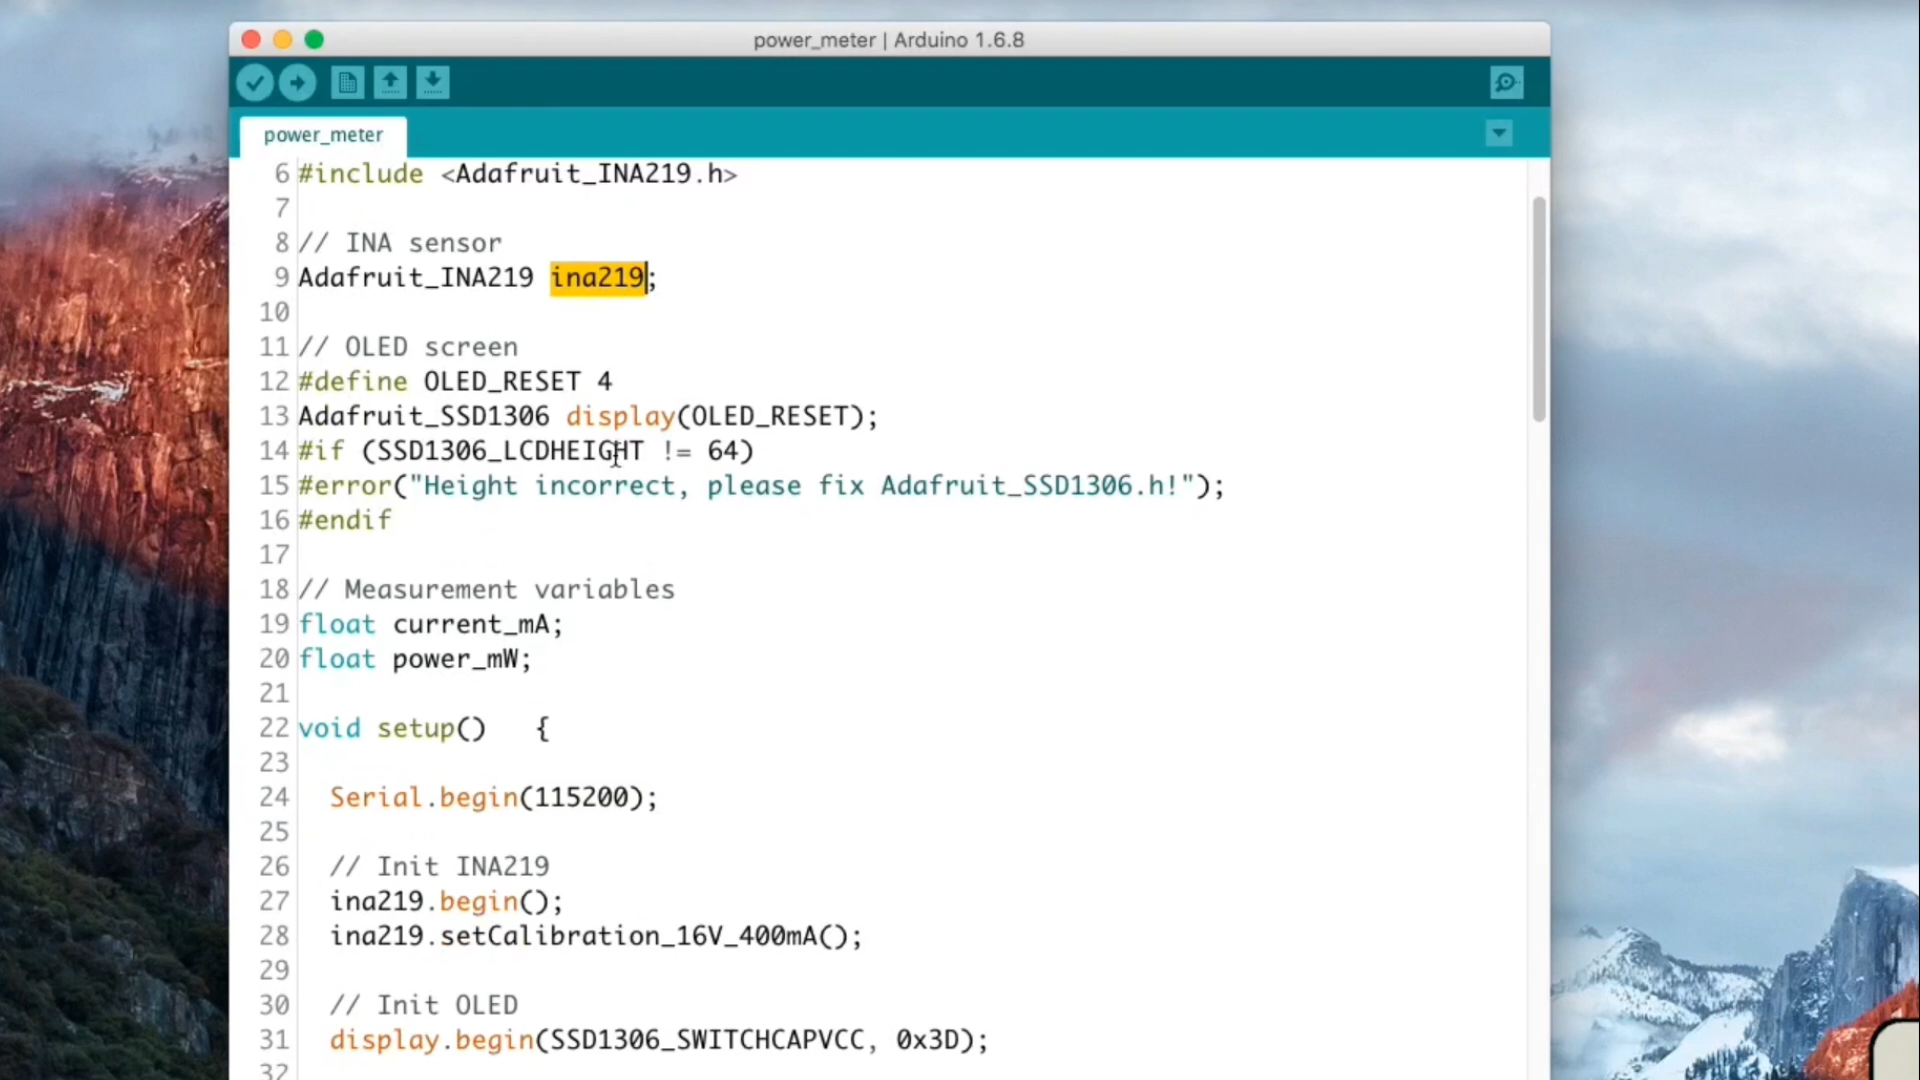 power_meter | Arduino 1.6.8
power_meter
6 #include <Adafruit_INA219.h>
7
8 // INA sensor
9 Adafruit_INA219 ina219;
10
11 // OLED screen
12 #define OLED_RESET 4
13 Adafruit_SSD1306 display(OLED_RESET);
14 #if (SSD1306_LCDHEIGHT != 64)
15 #error("Height incorrect, please fix Adafruit_SSD1306.h!");
16 #endif
17
18 // Measurement variables
19 float current_mA;
20 float power_mW;
21
22 void setup()   {
23
24   Serial.begin(115200);
25
26   // Init INA219
27   ina219.begin();
28   ina219.setCalibration_16V_400mA();
29
30   // Init OLED
31   display.begin(SSD1306_SWITCHCAPVCC, 0x3D);
32